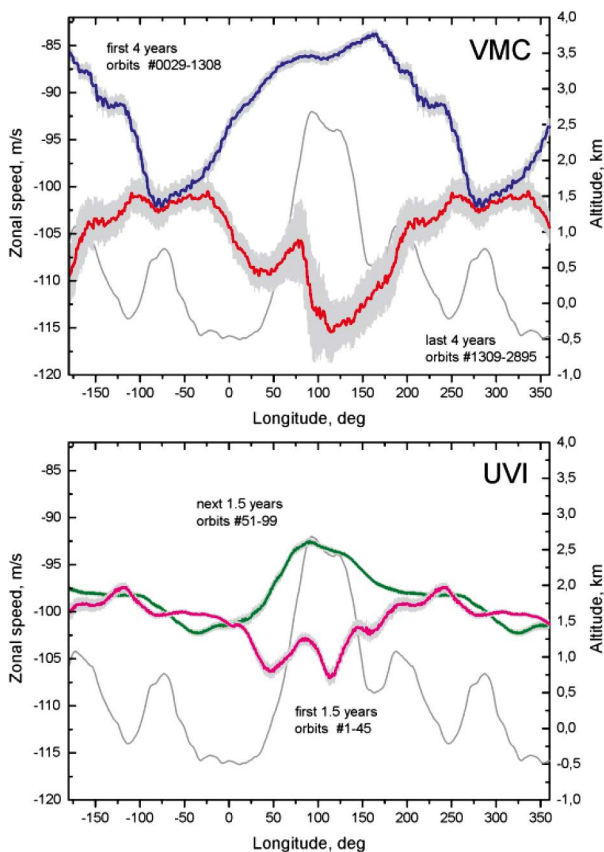 VMC
first 4 years
orbits #0029-1308
-85
-90
-95
-100
-105
-110
-115
-120
Zonal speed, m/s
4,0
3,5
3,0
2,5
2,0
1,5
1,0
0,5
0,0
-0,5
-1,0
Altitude, km
last 4 years
orbits #1309-2895
-150 -100 -50 0 50 100 150 200 250 300 350
Longitude, deg
UVI
next 1.5 years
orbits #51-99
-85
-90
-95
-100
-105
-110
-115
-120
Zonal speed, m/s
4,0
3,5
3,0
2,5
2,0
1,5
1,0
0,5
0,0
-0,5
-1,0
Altitude, km
first 1.5 years
orbits #1-45
-150 -100 -50 0 50 100 150 200 250 300 350
Longitude, deg